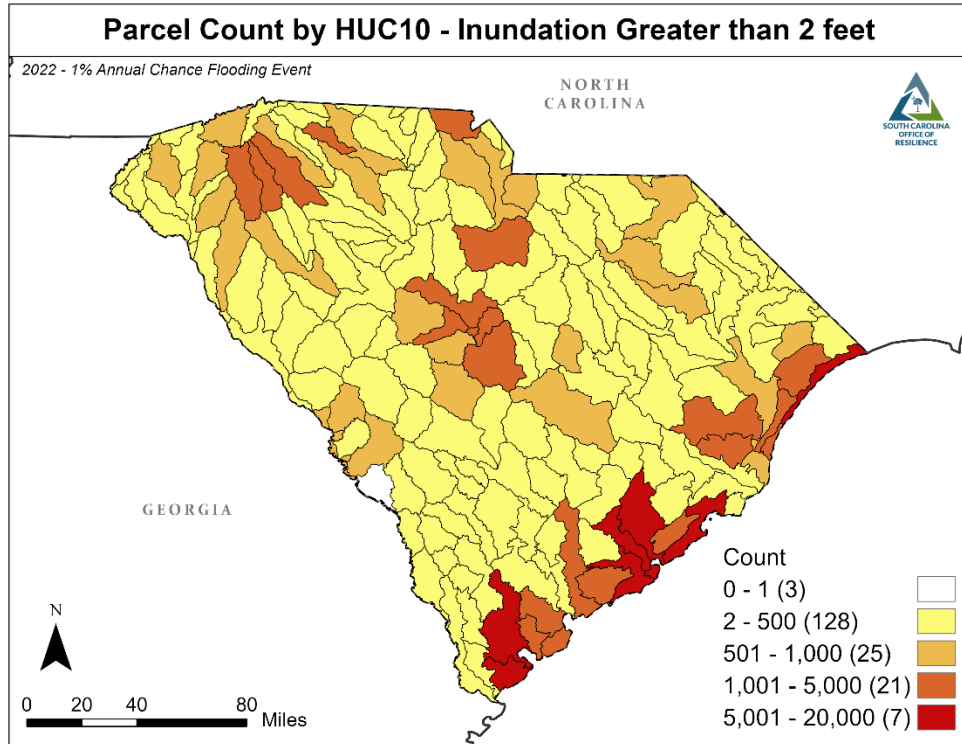 Parcel Count by HUC10 - Inundation Greater than 2 feet
2022 - 1% Annual Chance Flooding Event
NORTH
CAROLINA
SOUTH CAROLINA
OFFICE OF
RESILIENCE
GEORGIA
Count
0 - 1 (3)
2 - 500 (128)
501 - 1,000 (25)
1,001 - 5,000 (21)
5,001 - 20,000 (7)
N
0 20 40 80 Miles